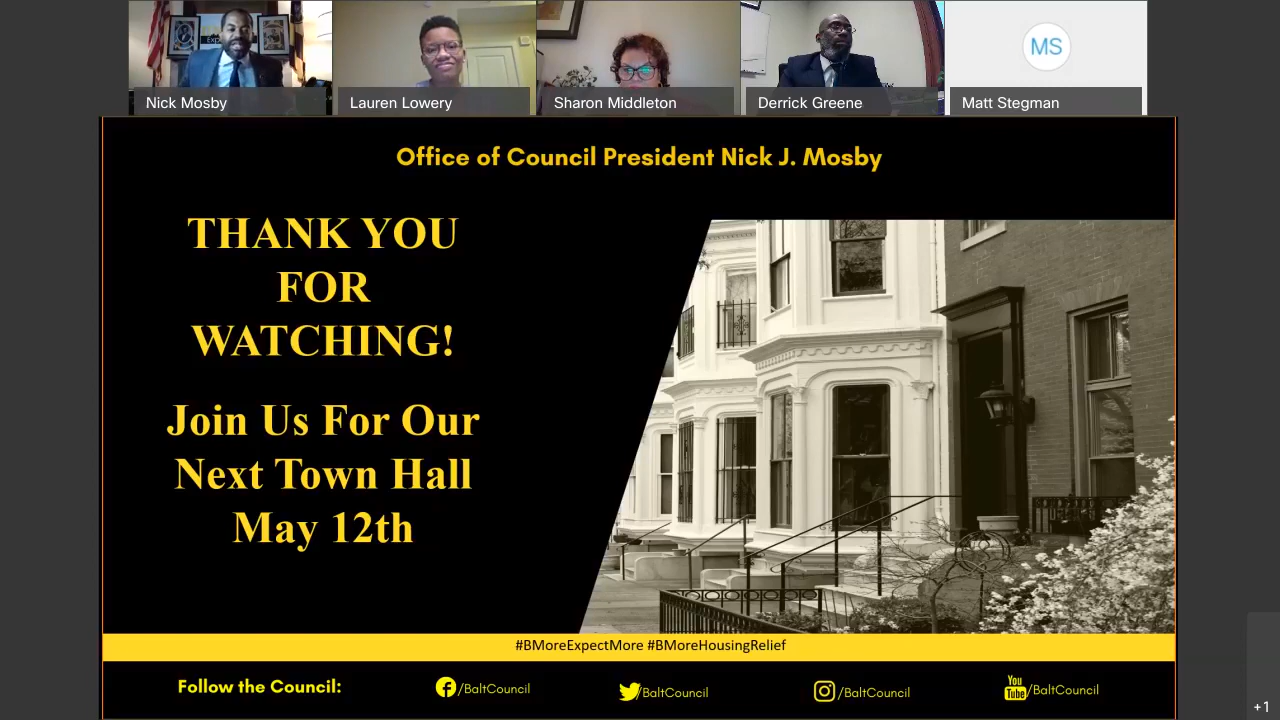 MS
Nick Mosby
Lauren Lowery
Sharon Middleton
Derrick Greene
Matt Stegman
Office of Council President Nick J. Mosby
THANK YOU
FOR
WATCHING!
Join Us For Our
Next Town Hall
May 12th
#BMoreExpectMore #BMoreHousingRelief
Follow the Council:
/BaltCouncil
/BaltCouncil
/BaltCouncil
You
Tube
/BaltCouncil
+1